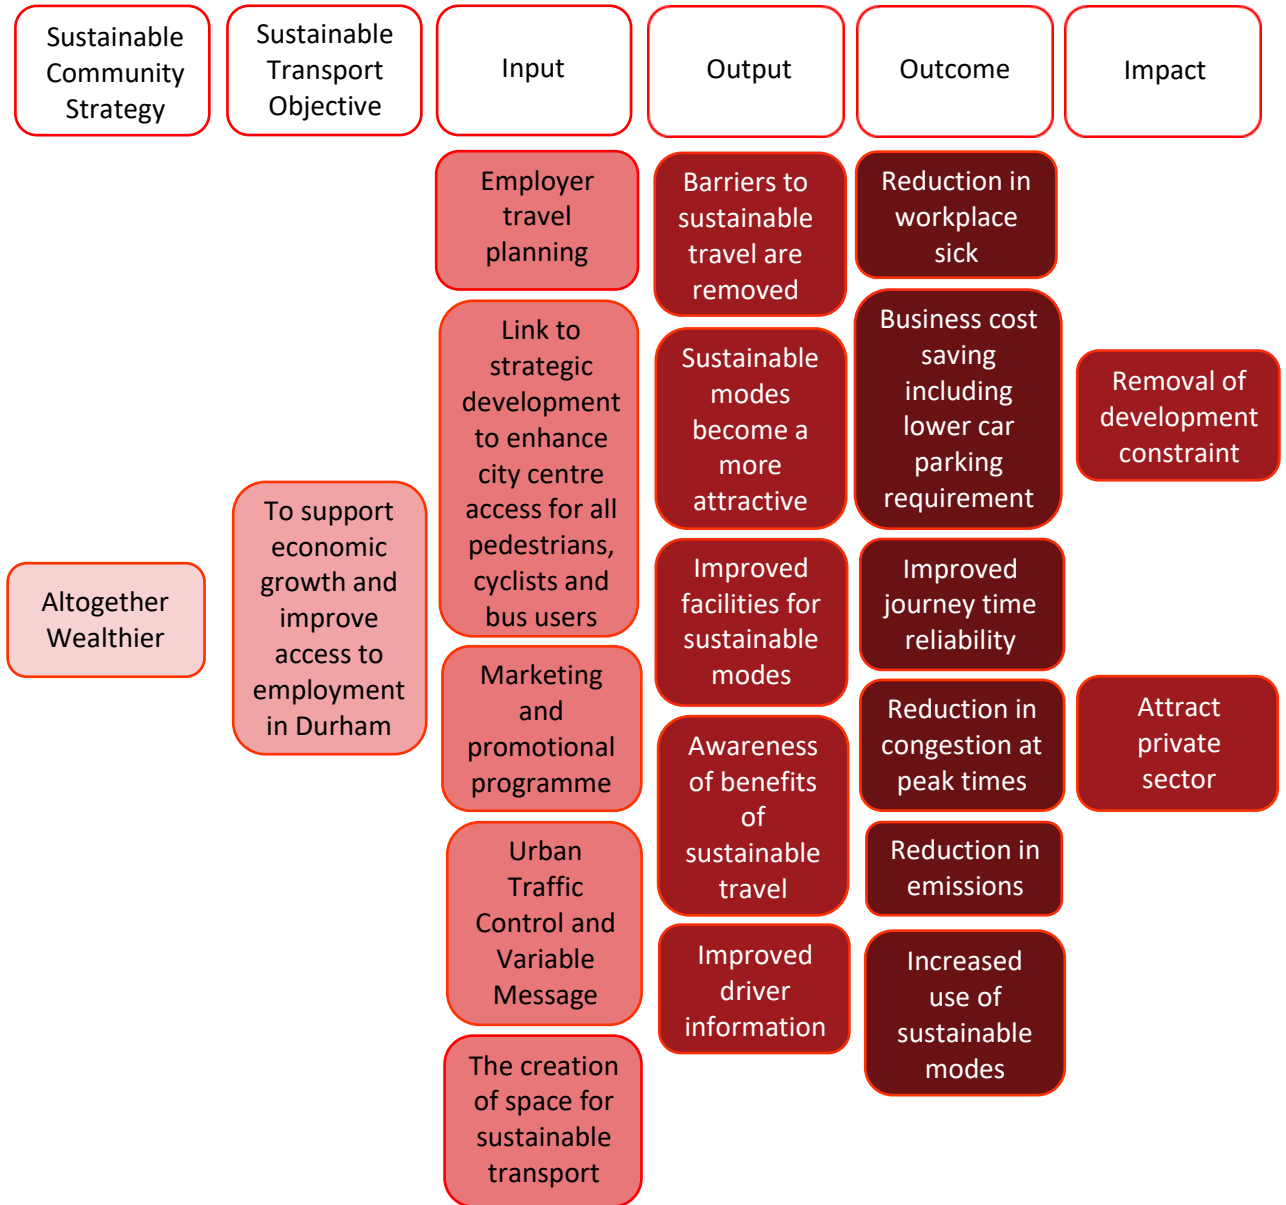 Sustainable
Community
Strategy
Sustainable
Transport
Objective
Input
Output
Outcome
Impact
Altogether
Wealthier
To support
economic
growth and
improve
access to
employment
in Durham
Employer
travel
planning
Link to
strategic
development
to enhance
city centre
access for all
pedestrians,
cyclists and
bus users
Marketing
and
promotional
programme
Urban
Traffic
Control and
Variable
Message
The creation
of space for
sustainable
transport
Barriers to
sustainable
travel are
removed
Sustainable
modes
become a
more
attractive
Improved
facilities for
sustainable
modes
Awareness
of benefits
of
sustainable
travel
Improved
driver
information
Reduction in
workplace
sick
Business cost
saving
including
lower car
parking
requirement
Improved
journey time
reliability
Reduction in
congestion at
peak times
Reduction in
emissions
Increased
use of
sustainable
modes
Removal of
development
constraint
Attract
private
sector